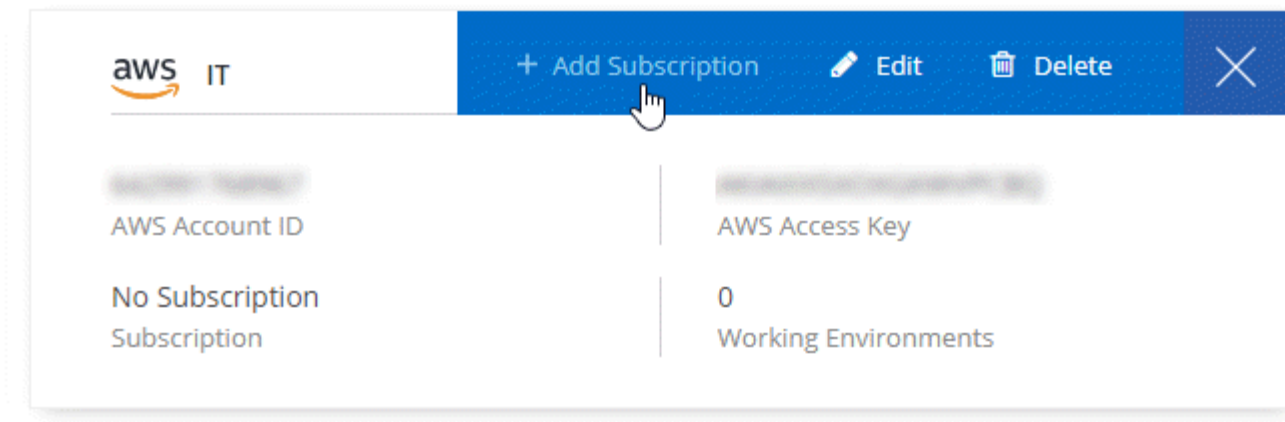 aws IT
+ Add Subscription Edit Delete
AWS Account ID
AWS Access Key
No Subscription
Subscription
0
Working Environments